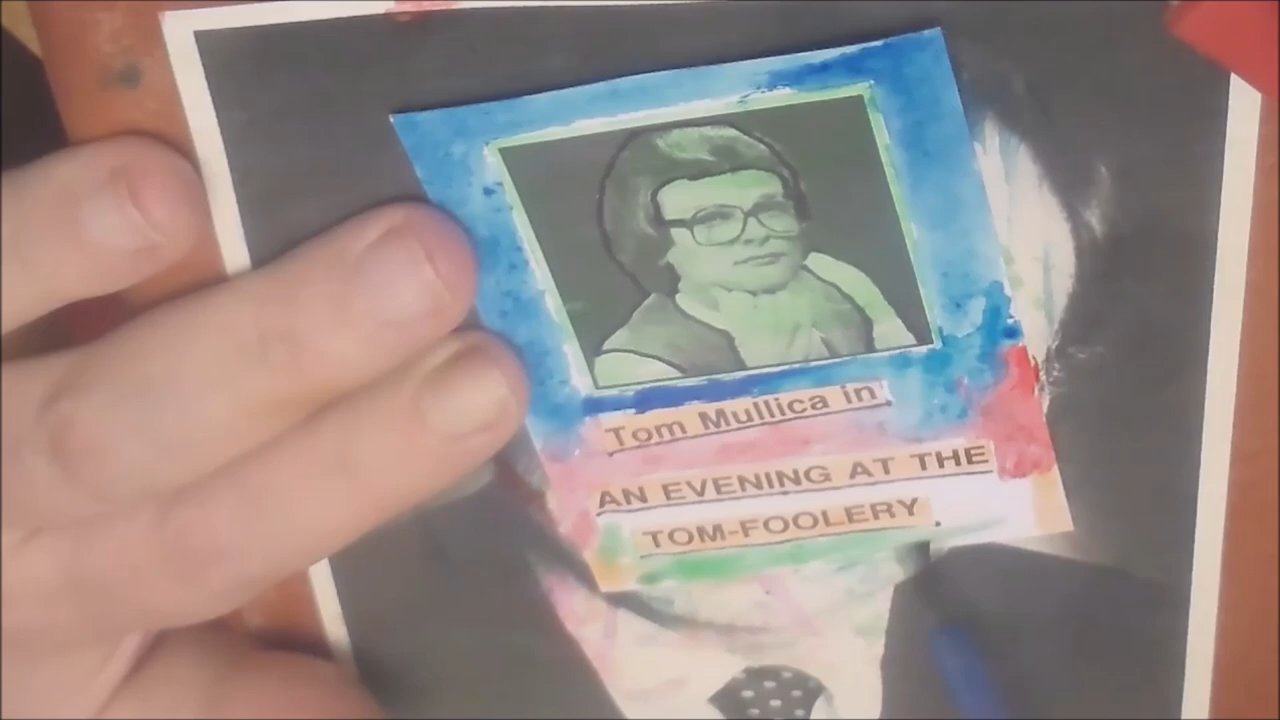 Tom Mullica in
AN EVENING AT THE
TOM-FOOLERY.